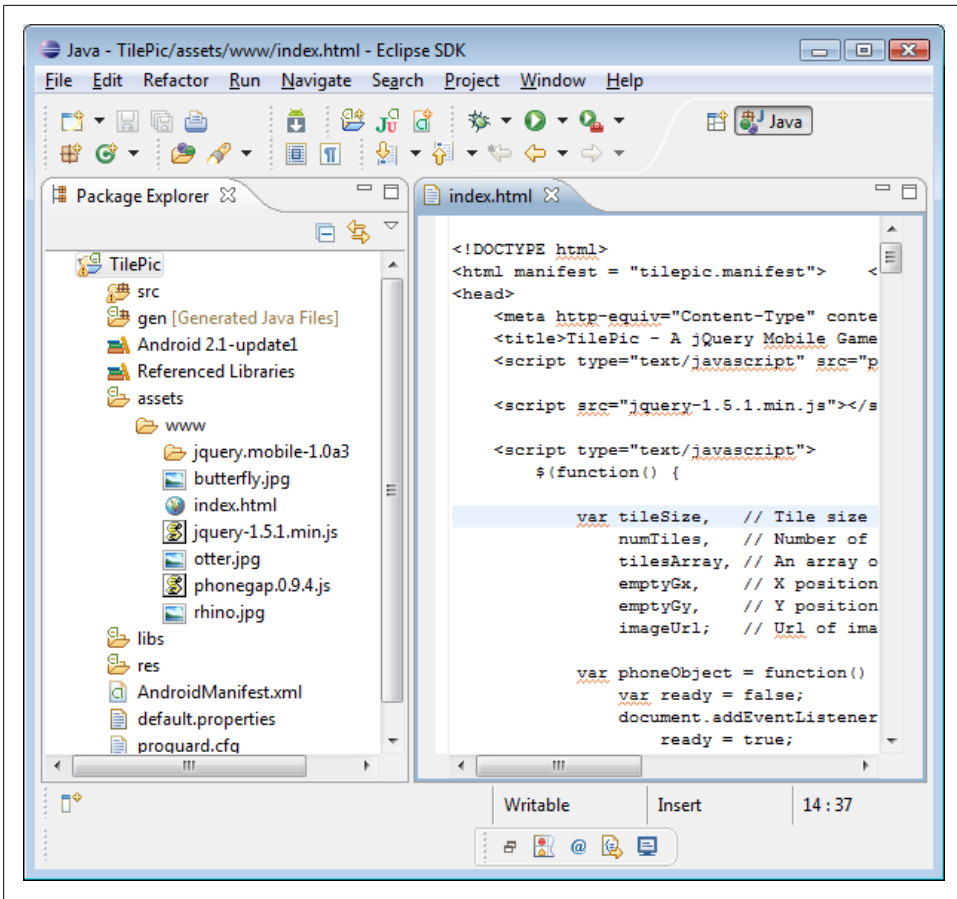 Java - TilePic/assets/www/index.html - Eclipse SDK
File Edit Refactor Run Navigate Search Project Window Help
Java
Package Explorer
TilePic
src
gen [Generated Java Files]
Android 2.1-update1
Referenced Libraries
assets
www
jquery.mobile-1.0a3
butterfly.jpg
index.html
jquery-1.5.1.min.js
otter.jpg
phonegap.0.9.4.js
rhino.jpg
libs
res
AndroidManifest.xml
default.properties
proguard.cfg
index.html
<!DOCTYPE html>
<html manifest = "tilepic.manifest">    <
<head>
    <meta http-equiv="Content-Type" conte
    <title>TilePic - A jQuery Mobile Game
    <script type="text/javascript" src="p
    <script src="jquery-1.5.1.min.js"></s
    <script type="text/javascript">
        $(function() {
            var tileSize,   // Tile size
                numTiles,   // Number of
                tilesArray, // An array o
                emptyGx,    // X position
                emptyGy,    // Y position
                imageUrl;   // Url of ima
            var phoneObject = function()
                var ready = false;
                document.addEventListener
                    ready = true;
Writable Insert 14 : 37